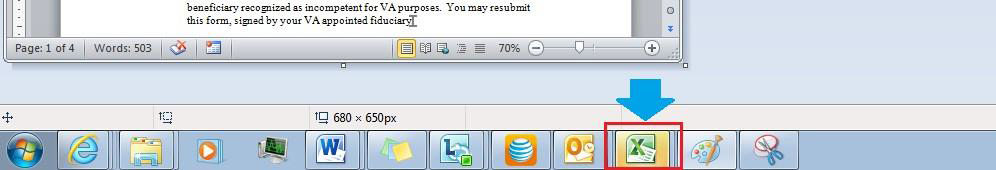 beneficiary recognized as incompetent for VA purposes.  You may resubmit
this form, signed by your VA appointed fiduciary
Page: 1 of 4 Words: 503 70%
680 × 650px